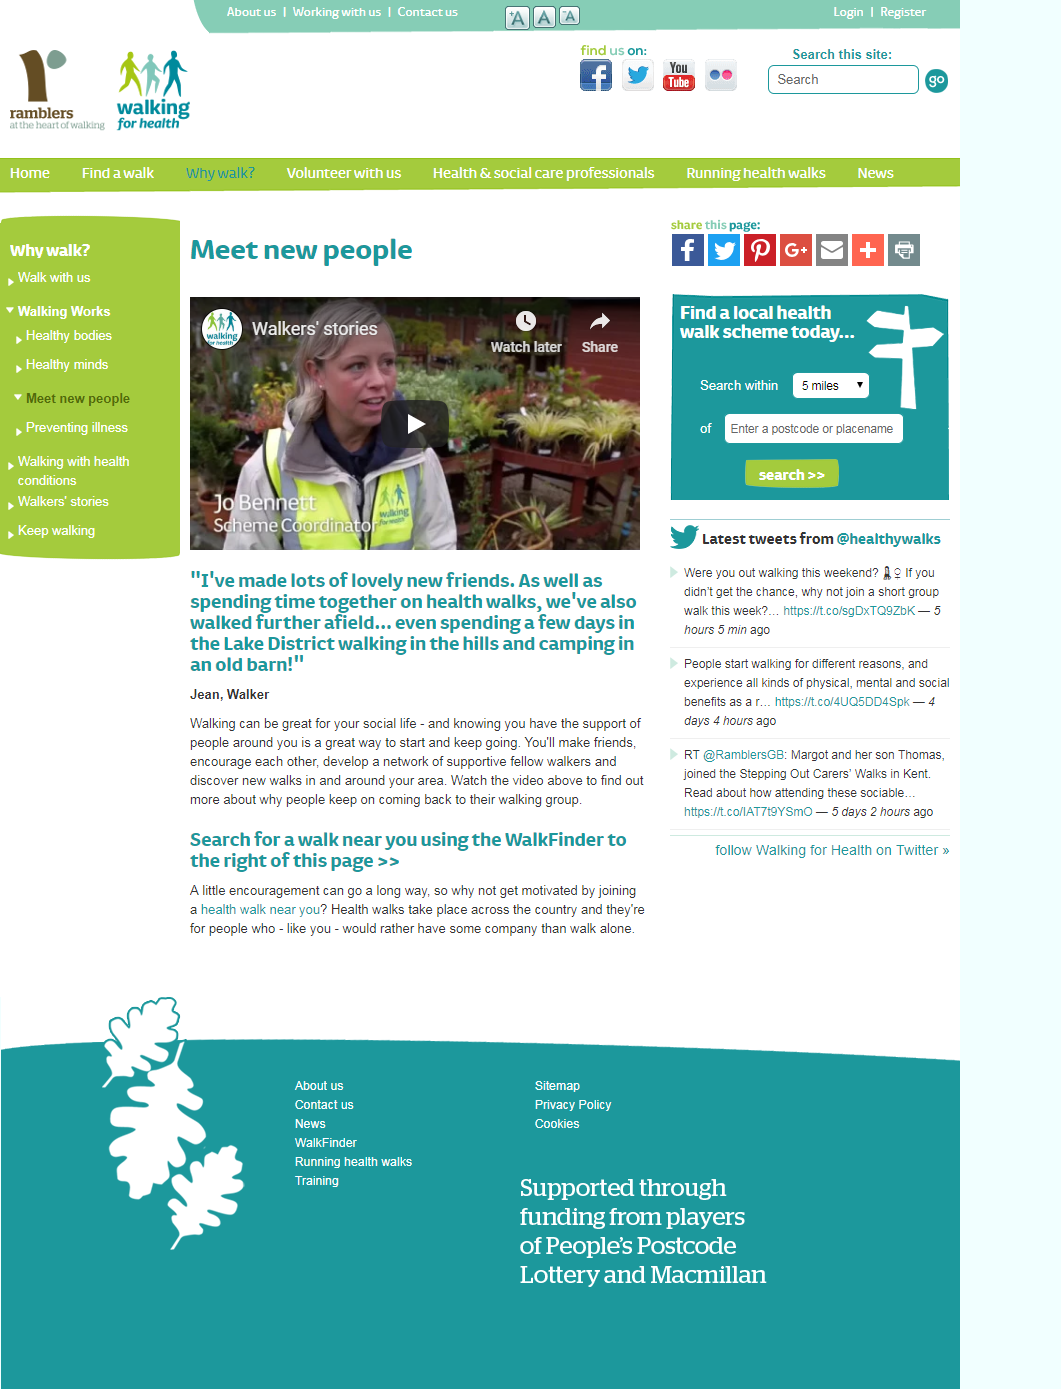 About us | Working with us | Contact us
+A A -A
Login | Register
ramblers
at the heart of walking
walking
for health
find us on:
You
Tube
Search this site:
Search
go
Home Find a walk Why walk? Volunteer with us Health & social care professionals Running health walks News
Why walk?
Walk with us
Walking Works
Healthy bodies
Healthy minds
Meet new people
Preventing illness
Walking with health
conditions
Walkers' stories
Keep walking
Meet new people
walking
for health
Walkers' stories
Watch later
Share
walking
for health
Jo Bennett
Scheme Coordinator
"I've made lots of lovely new friends. As well as
spending time together on health walks, we've also
walked further afield... even spending a few days in
the Lake District walking in the hills and camping in
an old barn!"
Jean, Walker
Walking can be great for your social life - and knowing you have the support of
people around you is a great way to start and keep going. You'll make friends,
encourage each other, develop a network of supportive fellow walkers and
discover new walks in and around your area. Watch the video above to find out
more about why people keep on coming back to their walking group.
Search for a walk near you using the WalkFinder to
the right of this page >>
A little encouragement can go a long way, so why not get motivated by joining
a health walk near you? Health walks take place across the country and they're
for people who - like you - would rather have some company than walk alone.
share this page:
Find a local health
walk scheme today...
Search within 5 miles
of Enter a postcode or placename
search >>
Latest tweets from @healthywalks
Were you out walking this weekend? If you
didn't get the chance, why not join a short group
walk this week?… https://t.co/sgDxTQ9ZbK — 5
hours 5 min ago
People start walking for different reasons, and
experience all kinds of physical, mental and social
benefits as a r… https://t.co/4UQ5DD4Spk — 4
days 4 hours ago
RT @RamblersGB: Margot and her son Thomas,
joined the Stepping Out Carers' Walks in Kent.
Read about how attending these sociable…
https://t.co/IAT7t9YSmO — 5 days 2 hours ago
follow Walking for Health on Twitter »
About us
Contact us
News
WalkFinder
Running health walks
Training
Sitemap
Privacy Policy
Cookies
Supported through
funding from players
of People's Postcode
Lottery and Macmillan